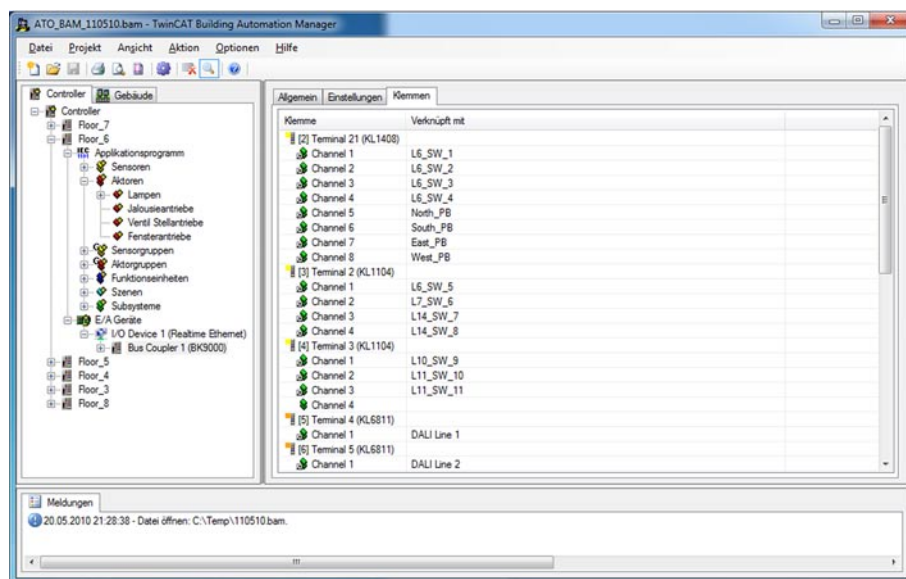 ATO_BAM_110510.bam - TwinCAT Building Automation Manager
Datei Projekt Ansicht Aktion Optionen Hilfe
Controller Gebäude
Controller
Floor_7
Floor_6
Applikationsprogramm
Sensoren
Aktoren
Lampen
Jalousieantriebe
Ventil Stellantriebe
Fensterantriebe
Sensorgruppen
Aktorgruppen
Funktionseinheiten
Szenen
Subsysteme
E/A Geräte
I/O Device 1 (Realtime Ethernet)
Bus Coupler 1 (BK9000)
Floor_5
Floor_4
Floor_3
Floor_8
Allgemein Einstellungen Klemmen
Klemme Verknüpft mit
[2] Terminal 21 (KL1408)
Channel 1 L6_SW_1
Channel 2 L6_SW_2
Channel 3 L6_SW_3
Channel 4 L6_SW_4
Channel 5 North_PB
Channel 6 South_PB
Channel 7 East_PB
Channel 8 West_PB
[3] Terminal 2 (KL1104)
Channel 1 L6_SW_5
Channel 2 L7_SW_6
Channel 3 L14_SW_7
Channel 4 L14_SW_8
[4] Terminal 3 (KL1104)
Channel 1 L10_SW_9
Channel 2 L11_SW_10
Channel 3 L11_SW_11
Channel 4
[5] Terminal 4 (KL6811)
Channel 1 DALI Line 1
[6] Terminal 5 (KL6811)
Channel 1 DALI Line 2
Meldungen
20.05.2010 21:28:38 - Datei öffnen: C:\Temp\110510.bam.